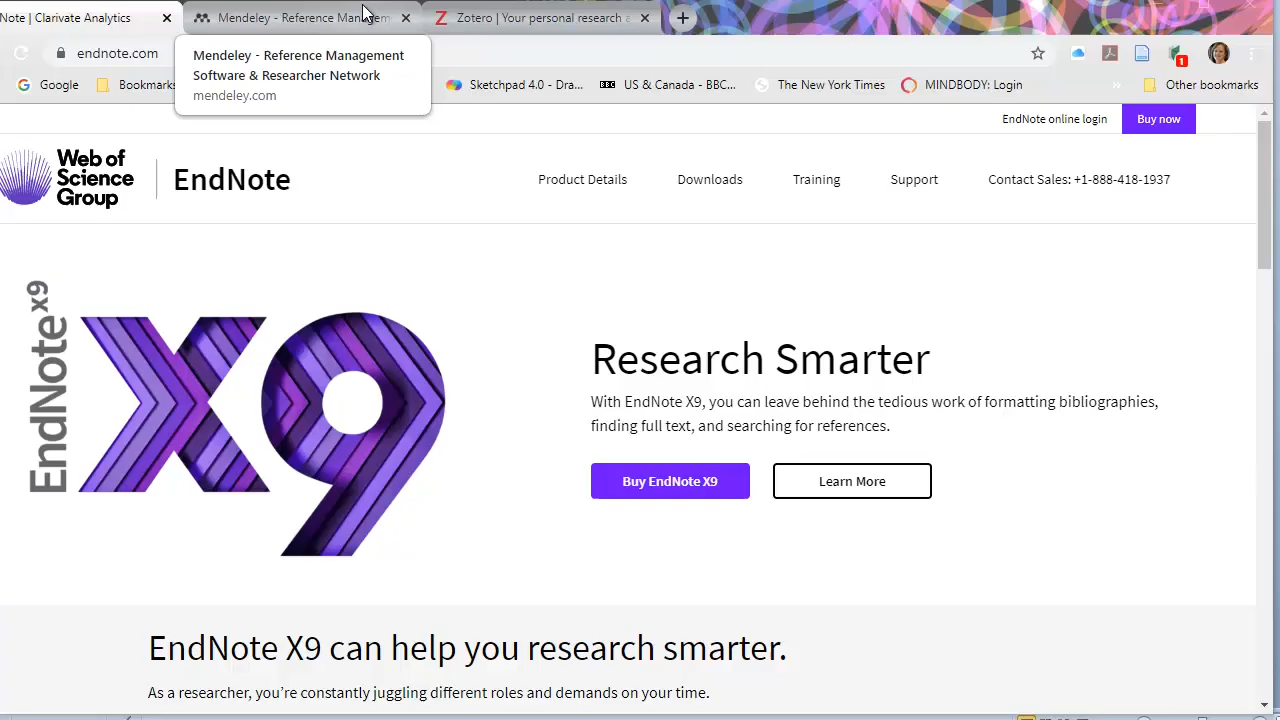 Note | Clarivate Analytics
Mendeley - Reference Managem
Zotero | Your personal research a
endnote.com
Mendeley - Reference Management
Software & Researcher Network
mendeley.com
1
Google
Bookmarks
Sketchpad 4.0 - Dra...
BBC
US & Canada - BBC...
The New York Times
MINDBODY: Login
»
Other bookmarks
EndNote online login
Buy now
Web of
Science
Group
EndNote
Product Details
Downloads
Training
Support
Contact Sales: +1-888-418-1937
EndNote x9
X9
Research Smarter
With EndNote X9, you can leave behind the tedious work of formatting bibliographies,
finding full text, and searching for references.
Buy EndNote X9
Learn More
EndNote X9 can help you research smarter.
As a researcher, you’re constantly juggling different roles and demands on your time.